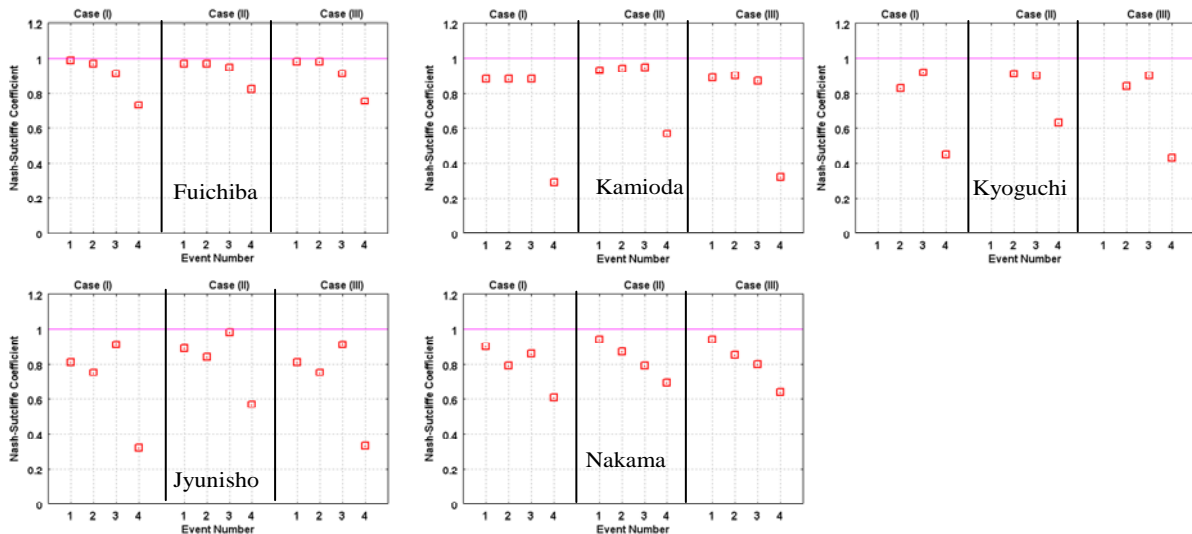 Case (I) Case (II) Case (III)
1.2
1
0.8
0.6
0.4
0.2
0
Nash-Sutcliffe Coefficient
Fuichiba
1 2 3 4 1 2 3 4 1 2 3 4
Event Number
Case (I) Case (II) Case (III)
1.2
1
0.8
0.6
0.4
0.2
0
Nash-Sutcliffe Coefficient
Kamioda
1 2 3 4 1 2 3 4 1 2 3 4
Event Number
Case (I) Case (II) Case (III)
1.2
1
0.8
0.6
0.4
0.2
0
Nash-Sutcliffe Coefficient
Kyoguchi
1 2 3 4 1 2 3 4 1 2 3 4
Event Number
Case (I) Case (II) Case (III)
1.2
1
0.8
0.6
0.4
0.2
0
Nash-Sutcliffe Coefficient
Jyunisho
1 2 3 4 1 2 3 4 1 2 3 4
Event Number
Case (I) Case (II) Case (III)
1.2
1
0.8
0.6
0.4
0.2
0
Nash-Sutcliffe Coefficient
Nakama
1 2 3 4 1 2 3 4 1 2 3 4
Event Number